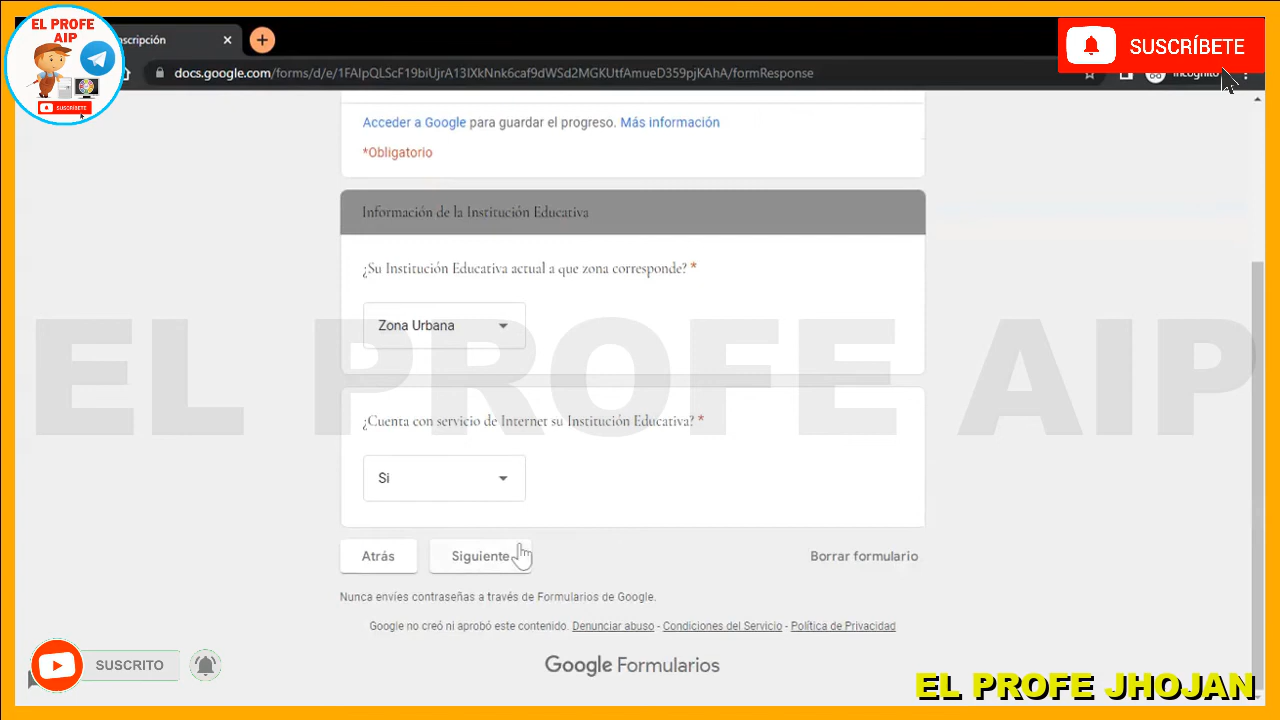 EL PROFE
AIP
SUSCRÍBETE
scripción
SUSCRÍBETE
docs.google.com/forms/d/e/1FAIpQLScF19biUjrA13IXkNnk6caf9dWSd2MGKUtfAmueD359pjKAhA/formResponse
Incógnito
Acceder a Google para guardar el progreso. Más información
*Obligatorio
Información de la Institución Educativa
¿Su Institución Educativa actual a que zona corresponde? *
Zona Urbana
EL PROFE AIP
¿Cuenta con servicio de Internet su Institución Educativa? *
Si
Atrás
Siguiente
Borrar formulario
Nunca envíes contraseñas a través de Formularios de Google.
Google no creó ni aprobó este contenido. Denunciar abuso - Condiciones del Servicio - Política de Privacidad
Google Formularios
SUSCRITO
EL PROFE JHOJAN